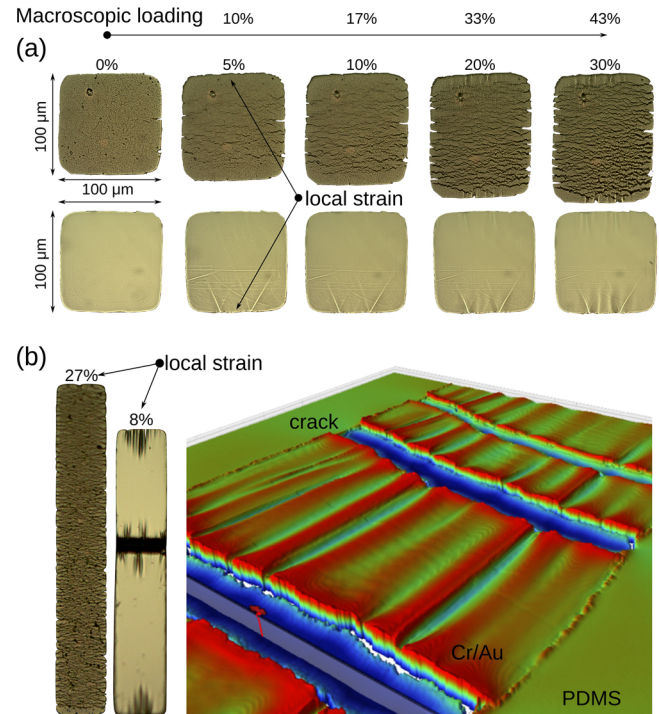 Macroscopic loading
10% 17% 33% 43%
(a)
0% 5% 10% 20% 30%
100 µm
100 µm
local strain
100 µm
(b)
local strain
27%
8%
crack
Cr/Au
PDMS